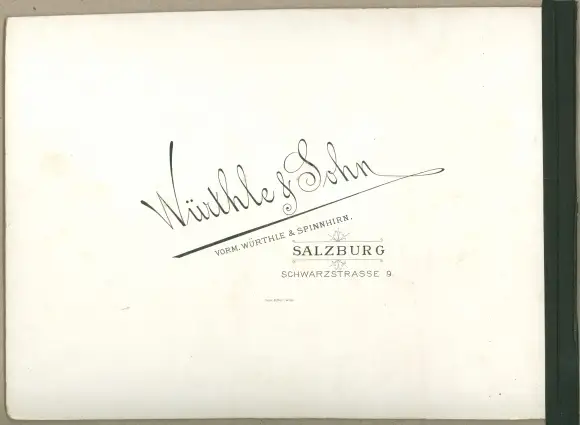 Würthle & Sohn
VORM. WÜRTHLE & SPINNHIRN.
SALZBURG
SCHWARZSTRASSE 9.